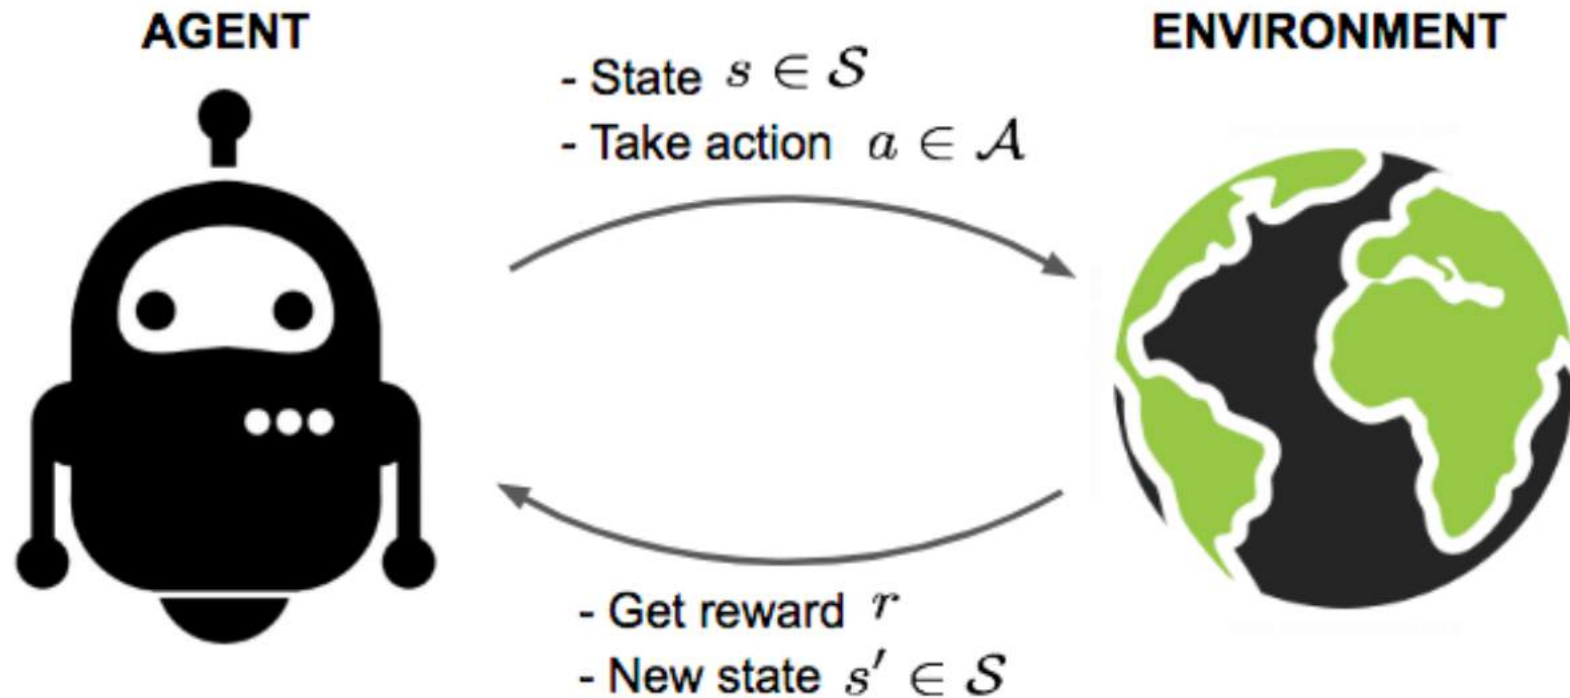 AGENT
ENVIRONMENT
- State s ∈ 𝒮
- Take action a ∈ 𝒜
- Get reward r
- New state s′ ∈ 𝒮